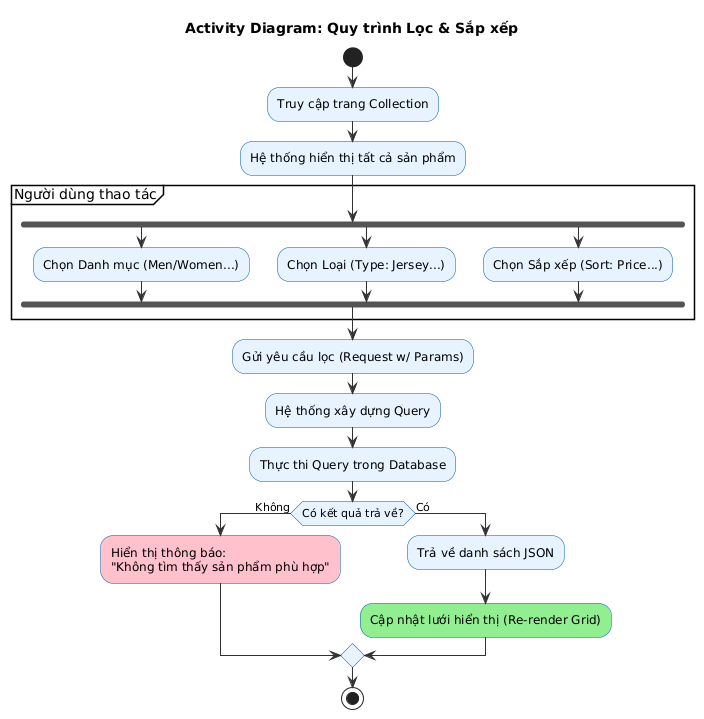 Activity Diagram: Quy trình Lọc & Sắp xếp
Truy cập trang Collection
Hệ thống hiển thị tất cả sản phẩm
Người dùng thao tác
Chọn Danh mục (Men/Women...)
Chọn Loại (Type: Jersey...)
Chọn Sắp xếp (Sort: Price...)
Gửi yêu cầu lọc (Request w/ Params)
Hệ thống xây dựng Query
Thực thi Query trong Database
Không
Có kết quả trả về?
Có
Hiển thị thông báo:
"Không tìm thấy sản phẩm phù hợp"
Trả về danh sách JSON
Cập nhật lưới hiển thị (Re-render Grid)